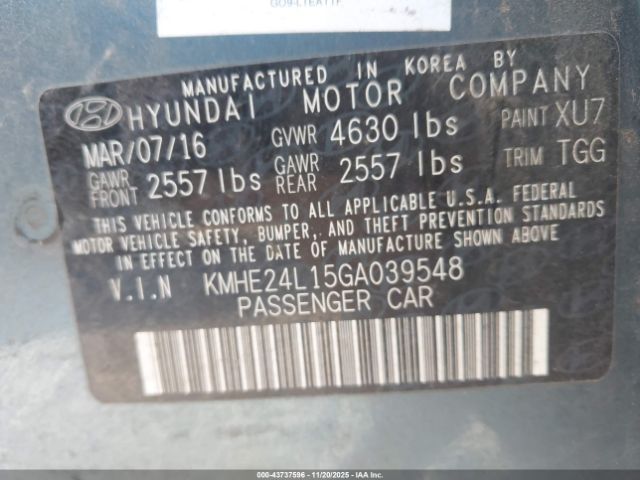 MANUFACTURED IN KOREA BY
HYUNDAI MOTOR COMPANY
MAR/07/16 GVWR 4630 lbs PAINT XU7
GAWR FRONT 2557 lbs GAWR REAR 2557 lbs TRIM TGG
THIS VEHICLE CONFORMS TO ALL APPLICABLE U.S.A. FEDERAL
MOTOR VEHICLE SAFETY, BUMPER, AND THEFT PREVENTION STANDARDS
IN EFFECT ON THE DATE OF MANUFACTURE SHOWN ABOVE
V.I.N KMHE24L15GA039548
PASSENGER CAR
000-43737596 - 11/20/2025 - IAAI.COM